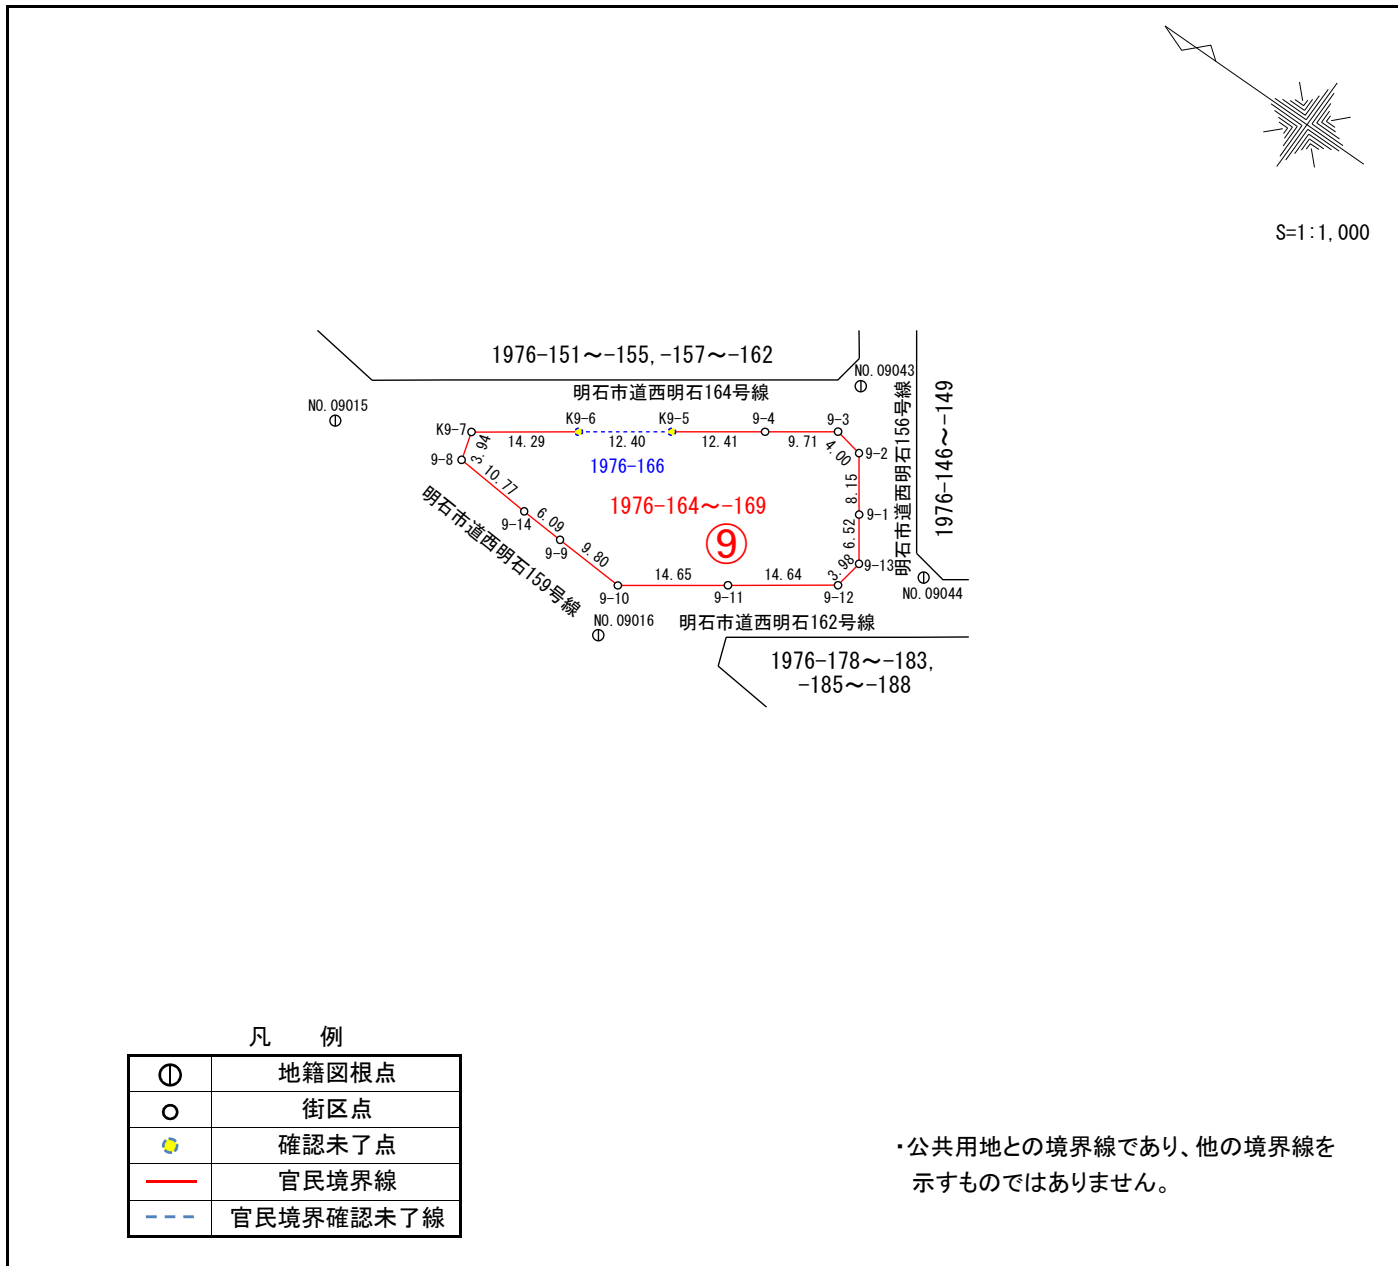 S=1:1,000
1976-151～-155,-157～-162
NO.09043
明石市道西明石164号線
NO.09015
K9-7
K9-6
K9-5
9-4
9-3
14.29
12.40
12.41
9.71
4.00
9-2
3.94
9-8
10.77
1976-166
8.15
明石市道西明石156号線
1976-146～-149
1976-164～-169
9-1
9-14
6.09
明石市道西明石159号線
⑨
6.52
9-9
9.80
9-13
3.98
14.65
14.64
9-10
9-11
9-12
NO.09044
NO.09016
明石市道西明石162号線
1976-178～-183,
-185～-188
凡 例
地籍図根点
街区点
確認未了点
官民境界線
官民境界確認未了線
・公共用地との境界線であり、他の境界線を
示すものではありません。